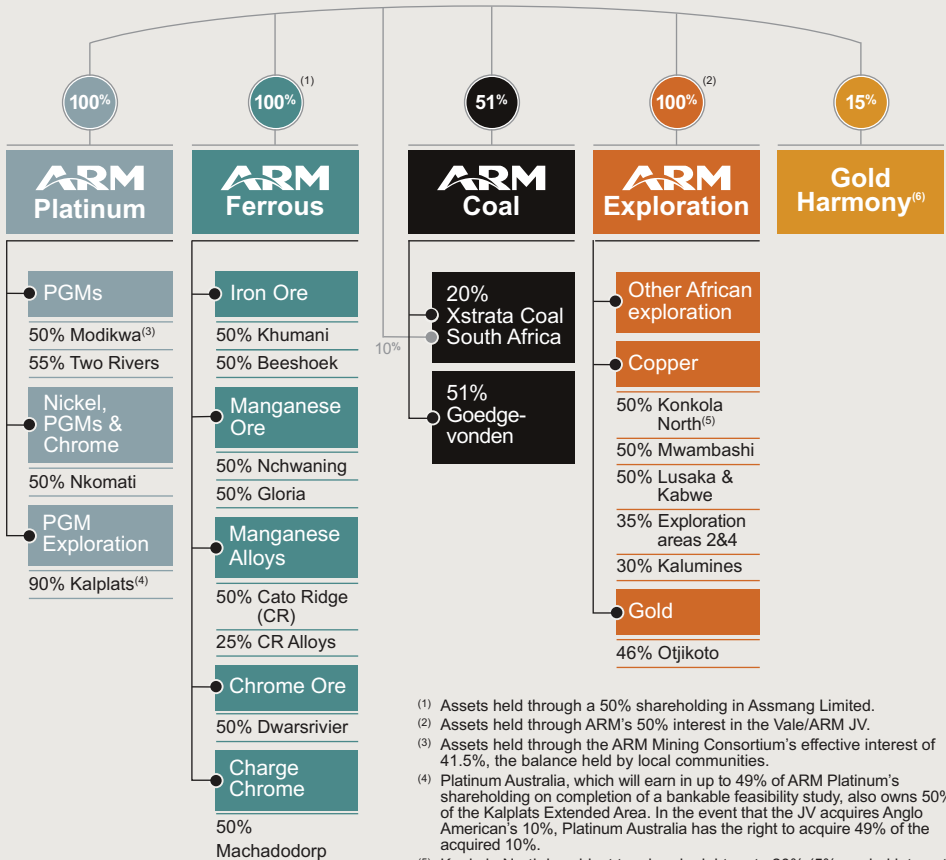 100%
100% (1)
51%
100% (2)
15%
ARM
Platinum
ARM
Ferrous
ARM
Coal
ARM
Exploration
Gold
Harmony(6)
PGMs
50% Modikwa(3)
55% Two Rivers
Nickel,
PGMs &
Chrome
50% Nkomati
PGM
Exploration
90% Kalplats(4)
Iron Ore
50% Khumani
50% Beeshoek
Manganese
Ore
50% Nchwaning
50% Gloria
Manganese
Alloys
50% Cato Ridge
(CR)
25% CR Alloys
Chrome Ore
50% Dwarsrivier
Charge
Chrome
50%
Machadodorp
10%
20%
Xstrata Coal
South Africa
51%
Goedge-
vonden
Other African
exploration
Copper
50% Konkola
North(5)
50% Mwambashi
50% Lusaka &
Kabwe
35% Exploration
areas 2&4
30% Kalumines
Gold
46% Otjikoto
(1) Assets held through a 50% shareholding in Assmang Limited.
(2) Assets held through ARM's 50% interest in the Vale/ARM JV.
(3) Assets held through the ARM Mining Consortium's effective interest of
41.5%, the balance held by local communities.
(4) Platinum Australia, which will earn in up to 49% of ARM Platinum's
shareholding on completion of a bankable feasibility study, also owns 50%
of the Kalplats Extended Area. In the event that the JV acquires Anglo
American's 10%, Platinum Australia has the right to acquire 49% of the
acquired 10%.